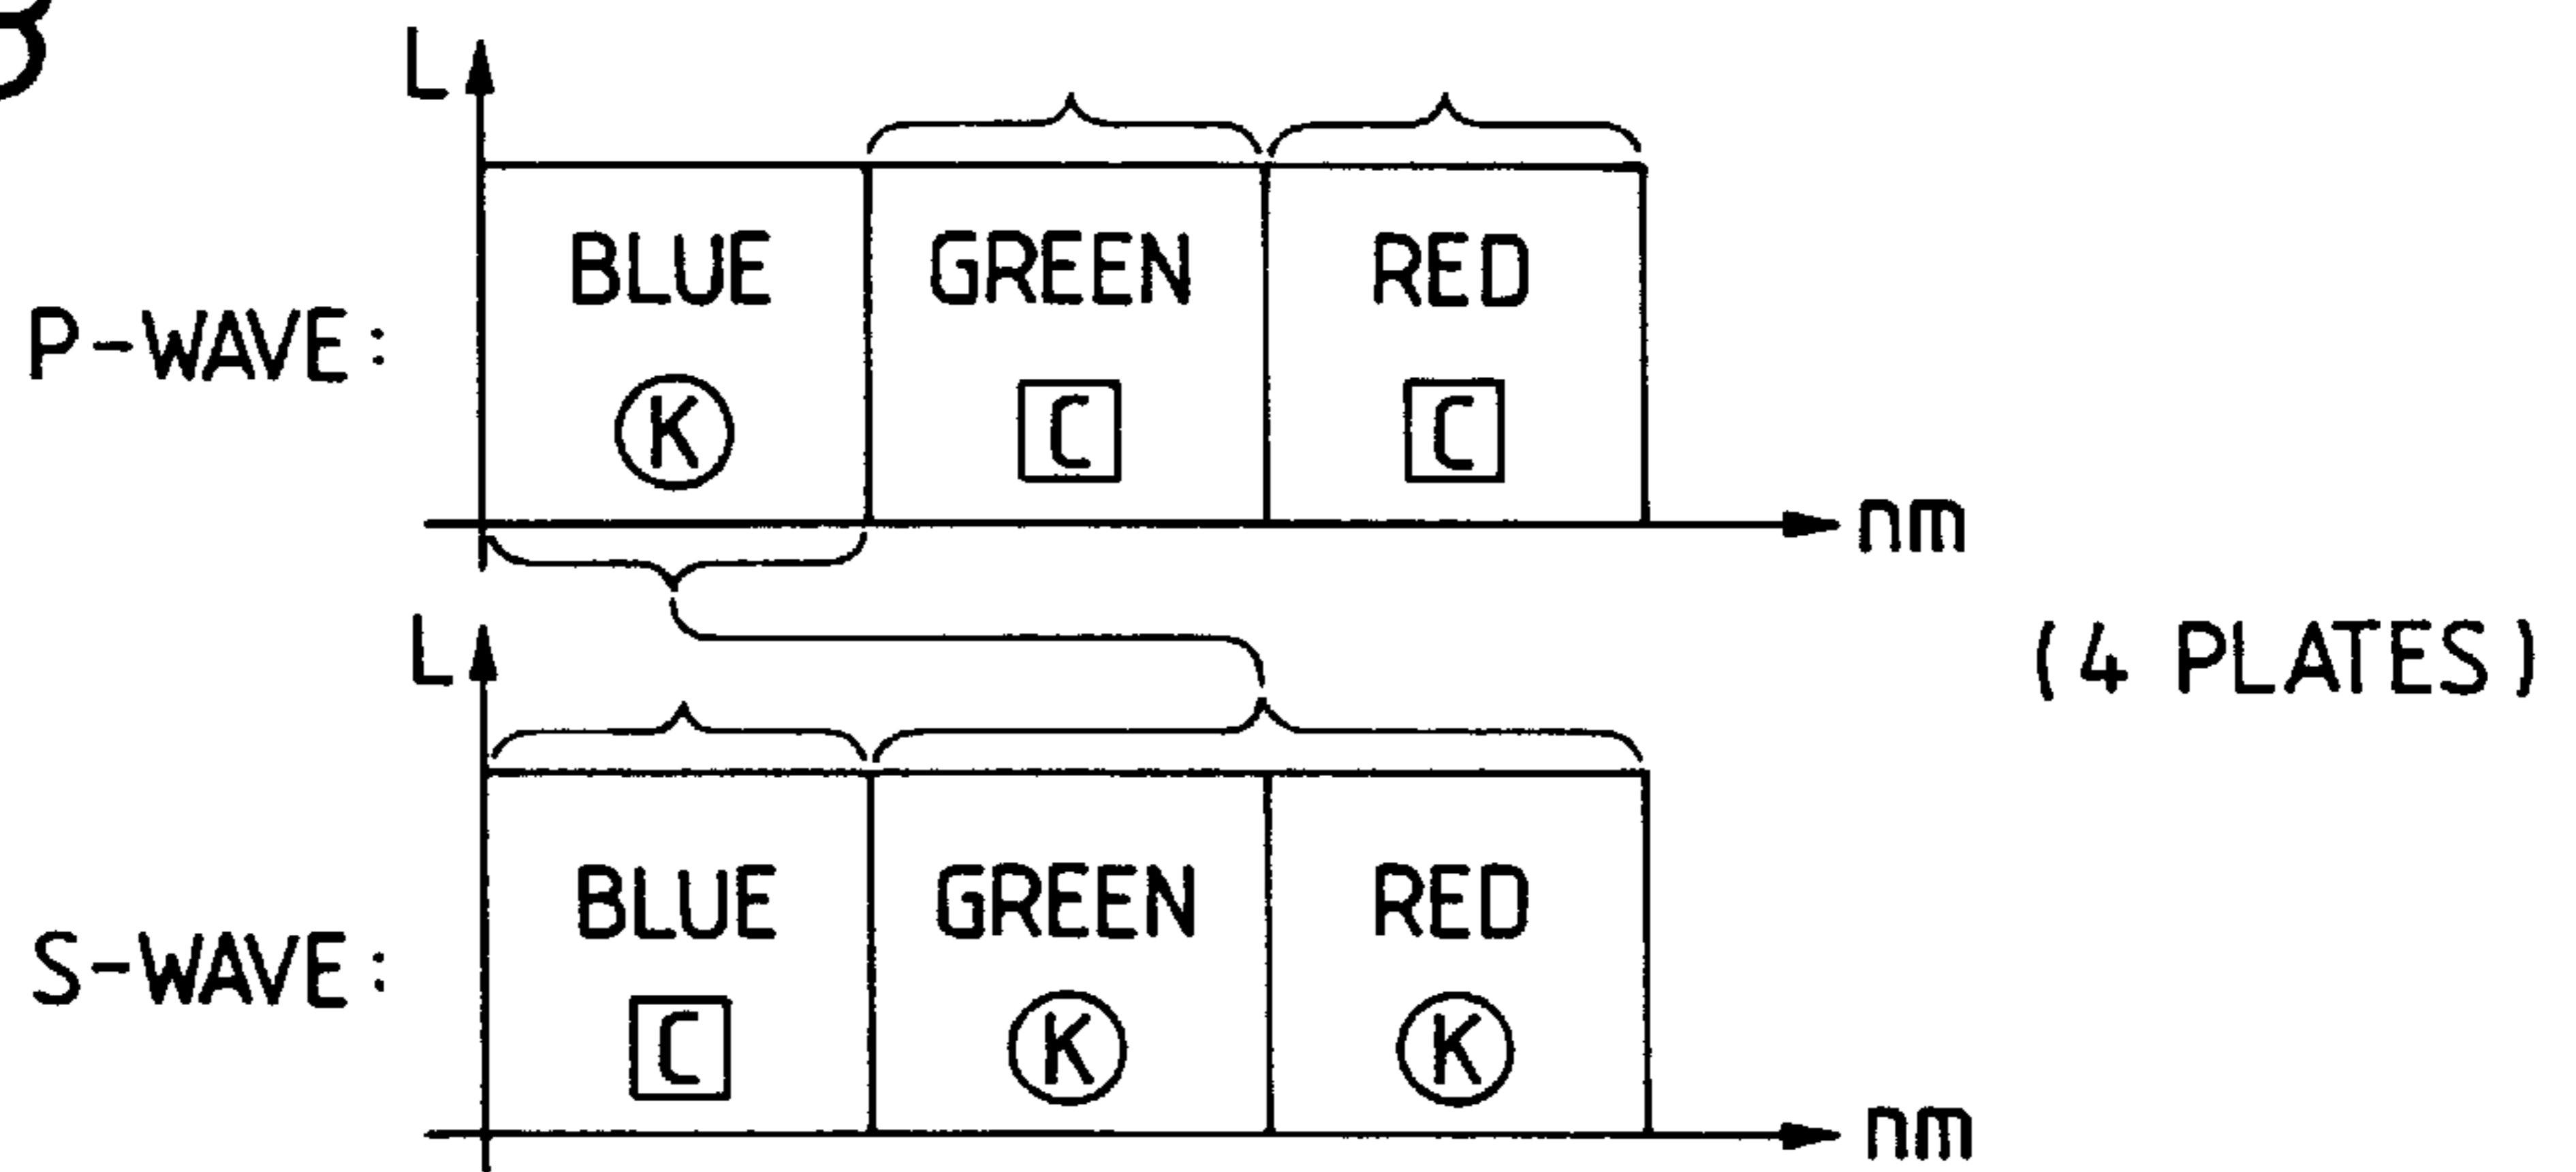 L
BLUE GREEN RED
P-WAVE:
K C C
nm
L
(4 PLATES)
BLUE GREEN RED
S-WAVE:
C K K
nm